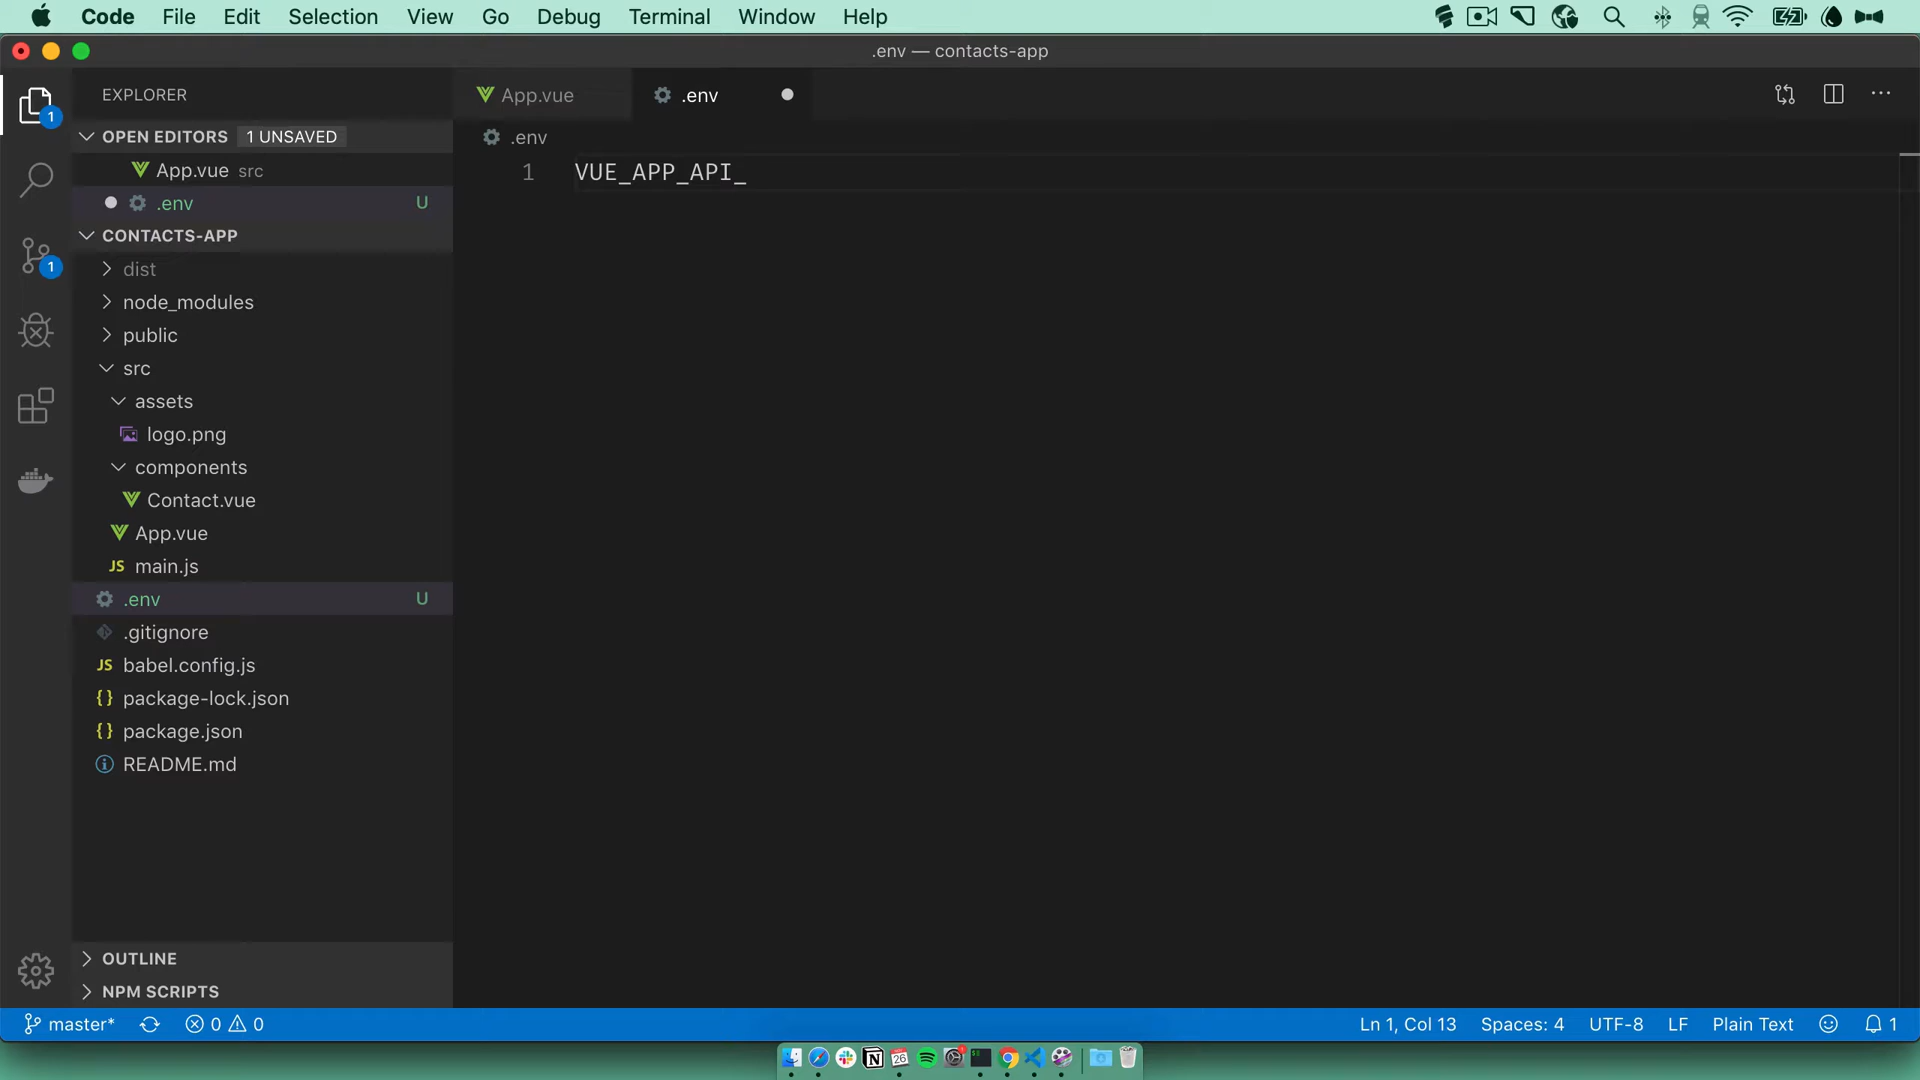 Code File Edit Selection View Go Debug Terminal Window Help
.env — contacts-app
EXPLORER
App.vue
.env
1
OPEN EDITORS 1 UNSAVED
.env
App.vue src
1 VUE_APP_API_
.env U
CONTACTS-APP
dist
1
node_modules
public
src
assets
logo.png
components
Contact.vue
App.vue
JS main.js
.env U
.gitignore
JS babel.config.js
{ } package-lock.json
{ } package.json
README.md
OUTLINE
NPM SCRIPTS
master* 0 0 Ln 1, Col 13 Spaces: 4 UTF-8 LF Plain Text 1
26